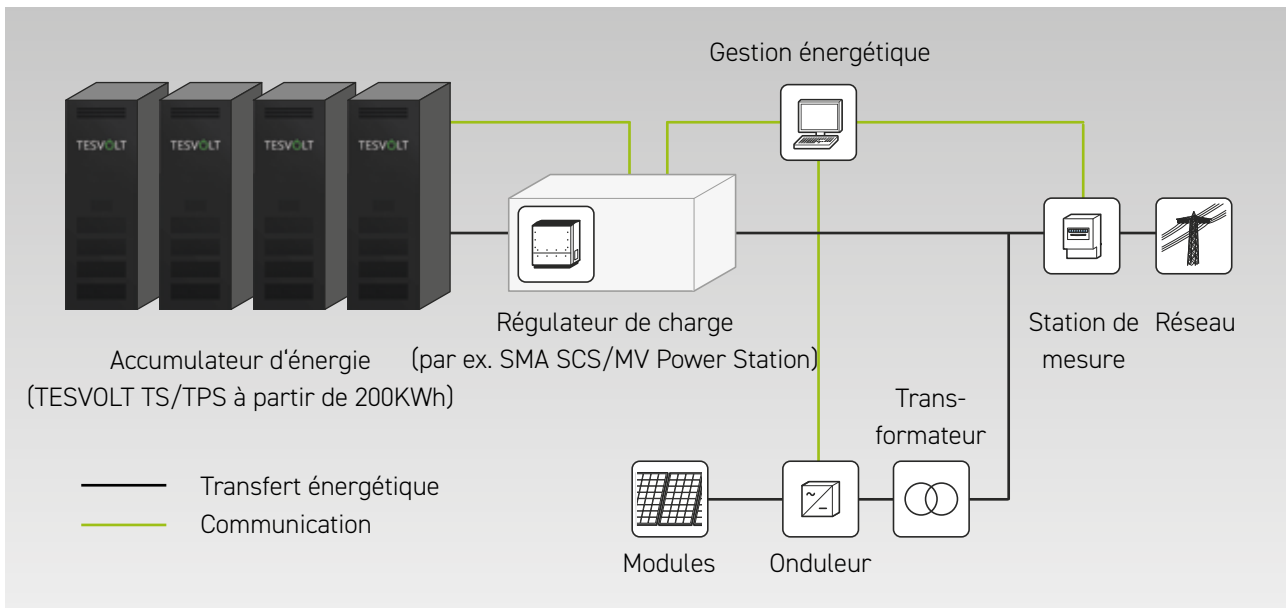 Gestion énergétique
TESVOLT TESVOLT TESVOLT TESVOLT
Régulateur de charge
(par ex. SMA SCS/MV Power Station)
Station de
mesure
Réseau
Accumulateur d‘énergie
(TESVOLT TS/TPS à partir de 200KWh)
Trans-
formateur
Transfert énergétique
Communication
Modules
Onduleur